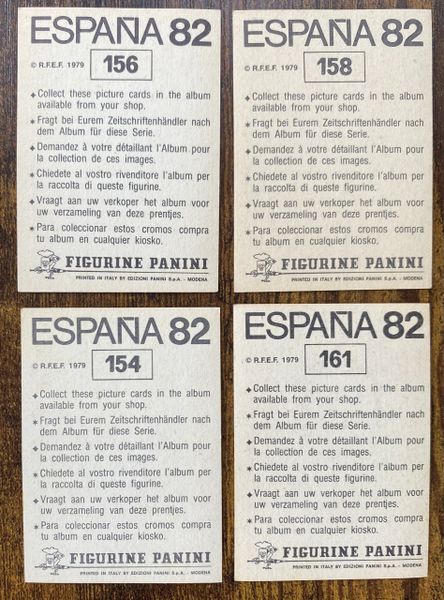 ESPAÑA 82
© R.F.E.F. 1979
156
Collect these picture cards in the album
available from your shop.
Fragt bei Eurem Zeitschriftenhändler nach
dem Album für diese Serie.
Demandez à votre détaillant l'Album pour
la collection de ces images.
Chiedete al vostro rivenditore l'album per
la raccolta di queste figurine.
Vraagt aan uw verkoper het album voor
uw verzameling van deze prentjes.
Para coleccionar estos cromos compra
tu album en cualquier kiosko.
FIGURINE PANINI
PRINTED IN ITALY BY EDIZIONI PANINI S.p.A. - MODENA
ESPAÑA 82
© R.F.E.F. 1979
158
Collect these picture cards in the album
available from your shop.
Fragt bei Eurem Zeitschriftenhändler nach
dem Album für diese Serie.
Demandez à votre détaillant l'Album pour
la collection de ces images.
Chiedete al vostro rivenditore l'album per
la raccolta di queste figurine.
Vraagt aan uw verkoper het album voor
uw verzameling van deze prentjes.
Para coleccionar estos cromos compra
tu album en cualquier kiosko.
FIGURINE PANINI
PRINTED IN ITALY BY EDIZIONI PANINI S.p.A. - MODENA
ESPAÑA 82
© R.F.E.F. 1979
154
Collect these picture cards in the album
available from your shop.
Fragt bei Eurem Zeitschriftenhändler nach
dem Album für diese Serie.
Demandez à votre détaillant l'Album pour
la collection de ces images.
Chiedete al vostro rivenditore l'album per
la raccolta di queste figurine.
Vraagt aan uw verkoper het album voor
uw verzameling van deze prentjes.
Para coleccionar estos cromos compra
tu album en cualquier kiosko.
FIGURINE PANINI
PRINTED IN ITALY BY EDIZIONI PANINI S.p.A. - MODENA
ESPAÑA 82
© R.F.E.F. 1979
161
Collect these picture cards in the album
available from your shop.
Fragt bei Eurem Zeitschriftenhändler nach
dem Album für diese Serie.
Demandez à votre détaillant l'Album pour
la collection de ces images.
Chiedete al vostro rivenditore l'album per
la raccolta di queste figurine.
Vraagt aan uw verkoper het album voor
uw verzameling van deze prentjes.
Para coleccionar estos cromos compra
tu album en cualquier kiosko.
FIGURINE PANINI
PRINTED IN ITALY BY EDIZIONI PANINI S.p.A. - MODENA